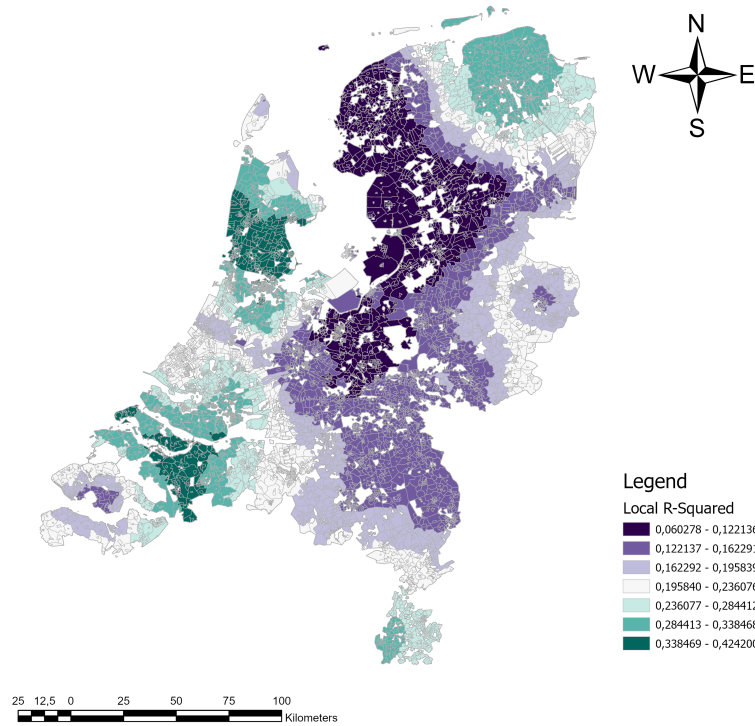 N
W E
S
Legend
Local R-Squared
0,060278 - 0,122136
0,122137 - 0,162291
0,162292 - 0,195839
0,195840 - 0,236076
0,236077 - 0,284412
0,284413 - 0,338468
0,338469 - 0,424200
25 12,5 0 25 50 75 100
Kilometers